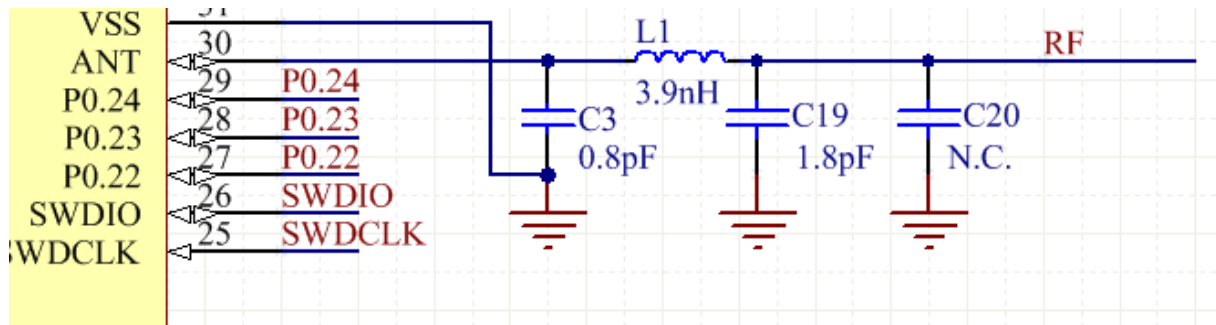 VSS
31
ANT
30
L1
RF
P0.24
29
P0.24
3.9nH
P0.23
28
P0.23
C3
0.8pF
C19
1.8pF
C20
N.C.
P0.22
27
P0.22
SWDIO
26
SWDIO
SWDCLK
25
SWDCLK